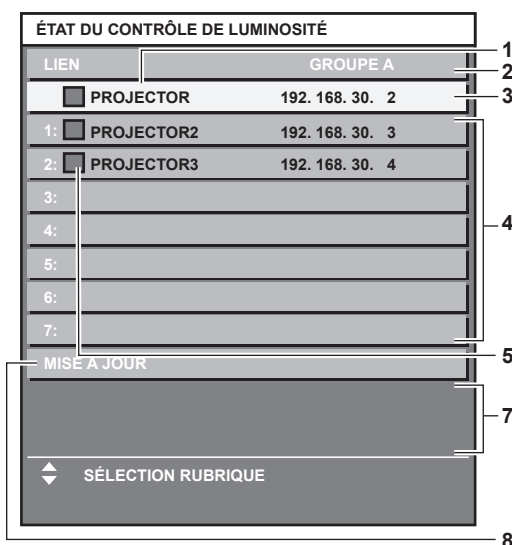 ÉTAT DU CONTRÔLE DE LUMINOSITÉ
LIEN GROUPE A
PROJECTOR 192. 168. 30. 2
1: PROJECTOR2 192. 168. 30. 3
2: PROJECTOR3 192. 168. 30. 4
3:
4:
5:
6:
7:
MISE A JOUR
SÉLECTION RUBRIQUE
1
2
3
4
5
7
8